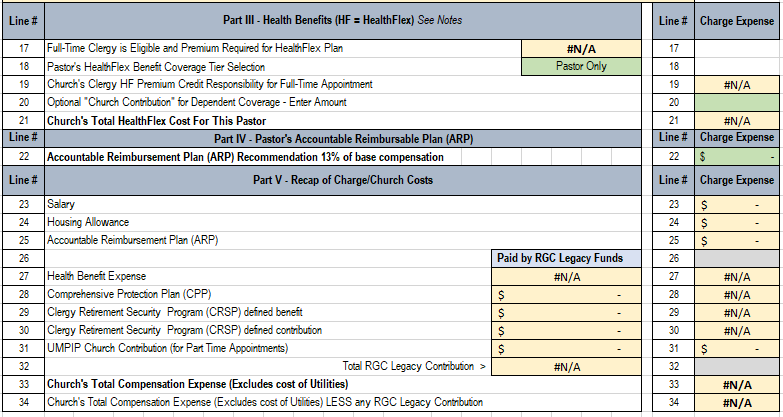 Line # Part III - Health Benefits (HF = HealthFlex) See Notes Line # Charge Expense
17 Full-Time Clergy is Eligible and Premium Required for HealthFlex Plan #N/A 17
18 Pastor's HealthFlex Benefit Coverage Tier Selection Pastor Only 18
19 Church's Clergy HF Premium Credit Responsibility for Full-Time Appointment 19 #N/A
20 Optional "Church Contribution" for Dependent Coverage - Enter Amount 20
21 Church's Total HealthFlex Cost For This Pastor 21 #N/A
Line # Part IV - Pastor's Accountable Reimbursable Plan (ARP) Line # Charge Expense
22 Accountable Reimbursement Plan (ARP) Recommendation 13% of base compensation 22 $ -
Line # Part V - Recap of Charge/Church Costs Line # Charge Expense
23 Salary 23 $ -
24 Housing Allowance 24 $ -
25 Accountable Reimbursement Plan (ARP) 25 $ -
26 Paid by RGC Legacy Funds 26
27 Health Benefit Expense #N/A 27 #N/A
28 Comprehensive Protection Plan (CPP) $ - 28 #N/A
29 Clergy Retirement Security Program (CRSP) defined benefit $ - 29 #N/A
30 Clergy Retirement Security Program (CRSP) defined contribution $ - 30 #N/A
31 UMPIP Church Contribution (for Part Time Appointments) $ - 31 $ -
32 Total RGC Legacy Contribution > #N/A 32
33 Church's Total Compensation Expense (Excludes cost of Utilities) 33 #N/A
34 Church's Total Compensation Expense (Excludes cost of Utilities) LESS any RGC Legacy Contribution 34 #N/A